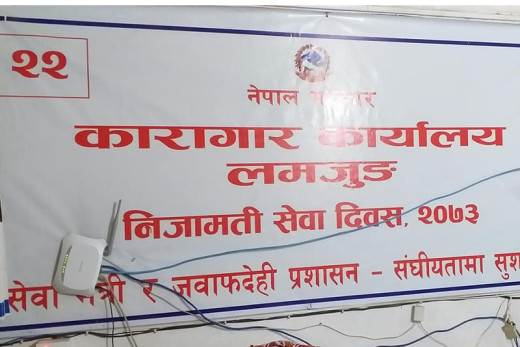 २२
नेपाल सरकार
कारागार कार्यालय
लमजुङ
निजामती सेवा दिवस, २०७३
सेवा र जवाफदेही प्रशासन - संघीयतामा